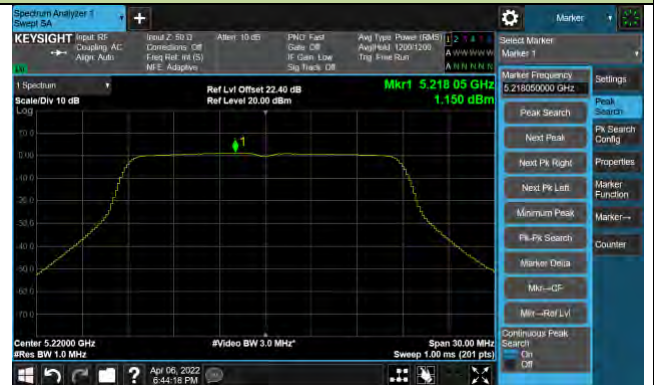 Spectrum Analyzer 1
Swept SA
+
Marker
KEYSIGHT
Input: RF
Coupling: AC
Align: Auto
Input Z: 50 Ω
Corrections: Off
Freq Ref: Int (S)
NFE: Adaptive
Atten: 10 dB
PNO: Fast
Gate: Off
IF Gain: Low
Sig Track: Off
Avg Type: Power (RMS)
Avg|Hold: 1200/1200
Trig: Free Run
A W W W W W
A N N N N N
Select Marker
Marker 1
1 Spectrum
Scale/Div 10 dB
Log
Ref Lvl Offset 22.40 dB
Ref Level 20.00 dBm
Mkr1 5.218 05 GHz
1.150 dBm
1
10.0
0.00
-10.0
-20.0
-30.0
-40.0
-50.0
-60.0
-70.0
Center 5.22000 GHz
#Res BW 1.0 MHz
#Video BW 3.0 MHz*
Span 30.00 MHz
Sweep 1.00 ms (201 pts)
Marker Frequency
5.218050000 GHz
Peak Search
Next Peak
Next Pk Right
Next Pk Left
Minimum Peak
Pk-Pk Search
Marker Delta
Mkr→CF
Mkr→Ref Lvl
Continuous Peak
Search
On
Off
Settings
Peak
Search
Pk Search
Config
Properties
Marker
Function
Marker→
Counter
?
Apr 06, 2022
6:44:18 PM